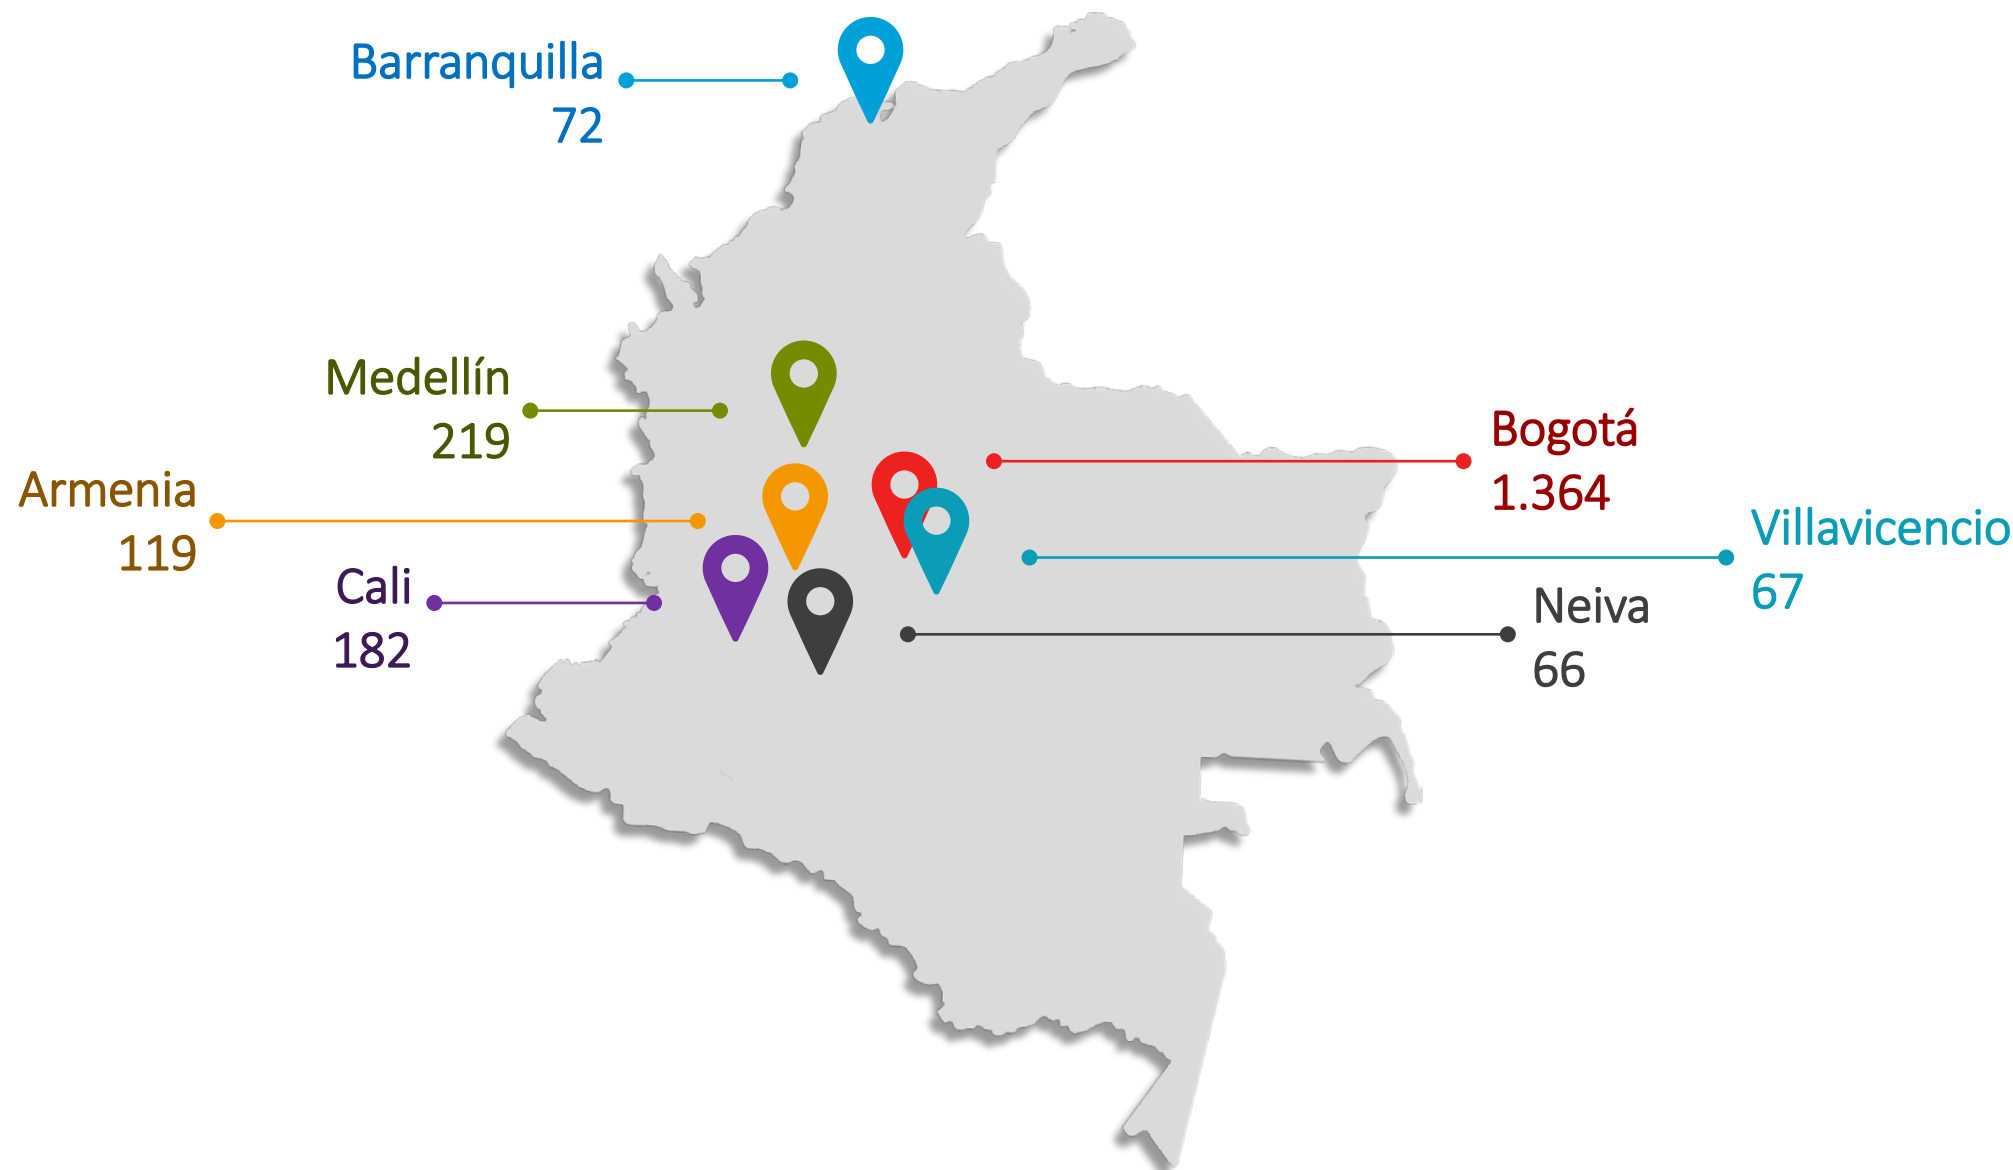 Barranquilla
72
Medellín
219
Armenia
119
Cali
182
Bogotá
1.364
Villavicencio
67
Neiva
66